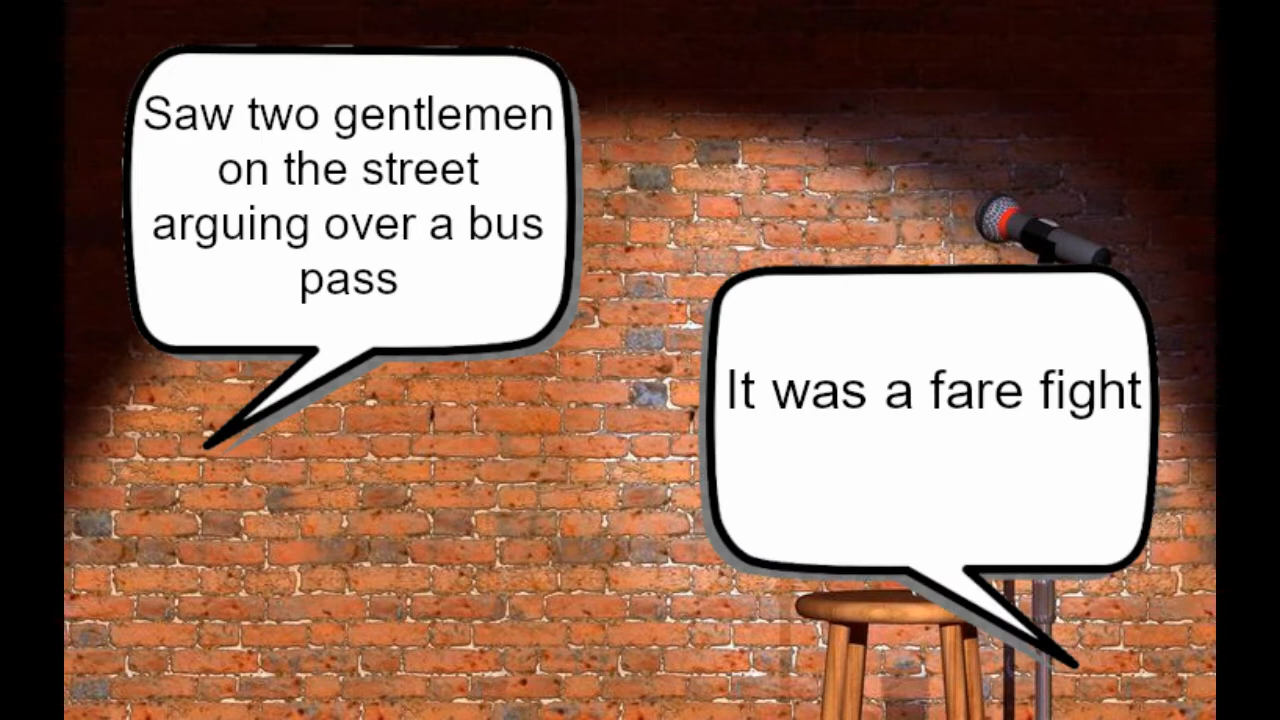 Saw two gentlemen
on the street
arguing over a bus
pass
It was a fare fight